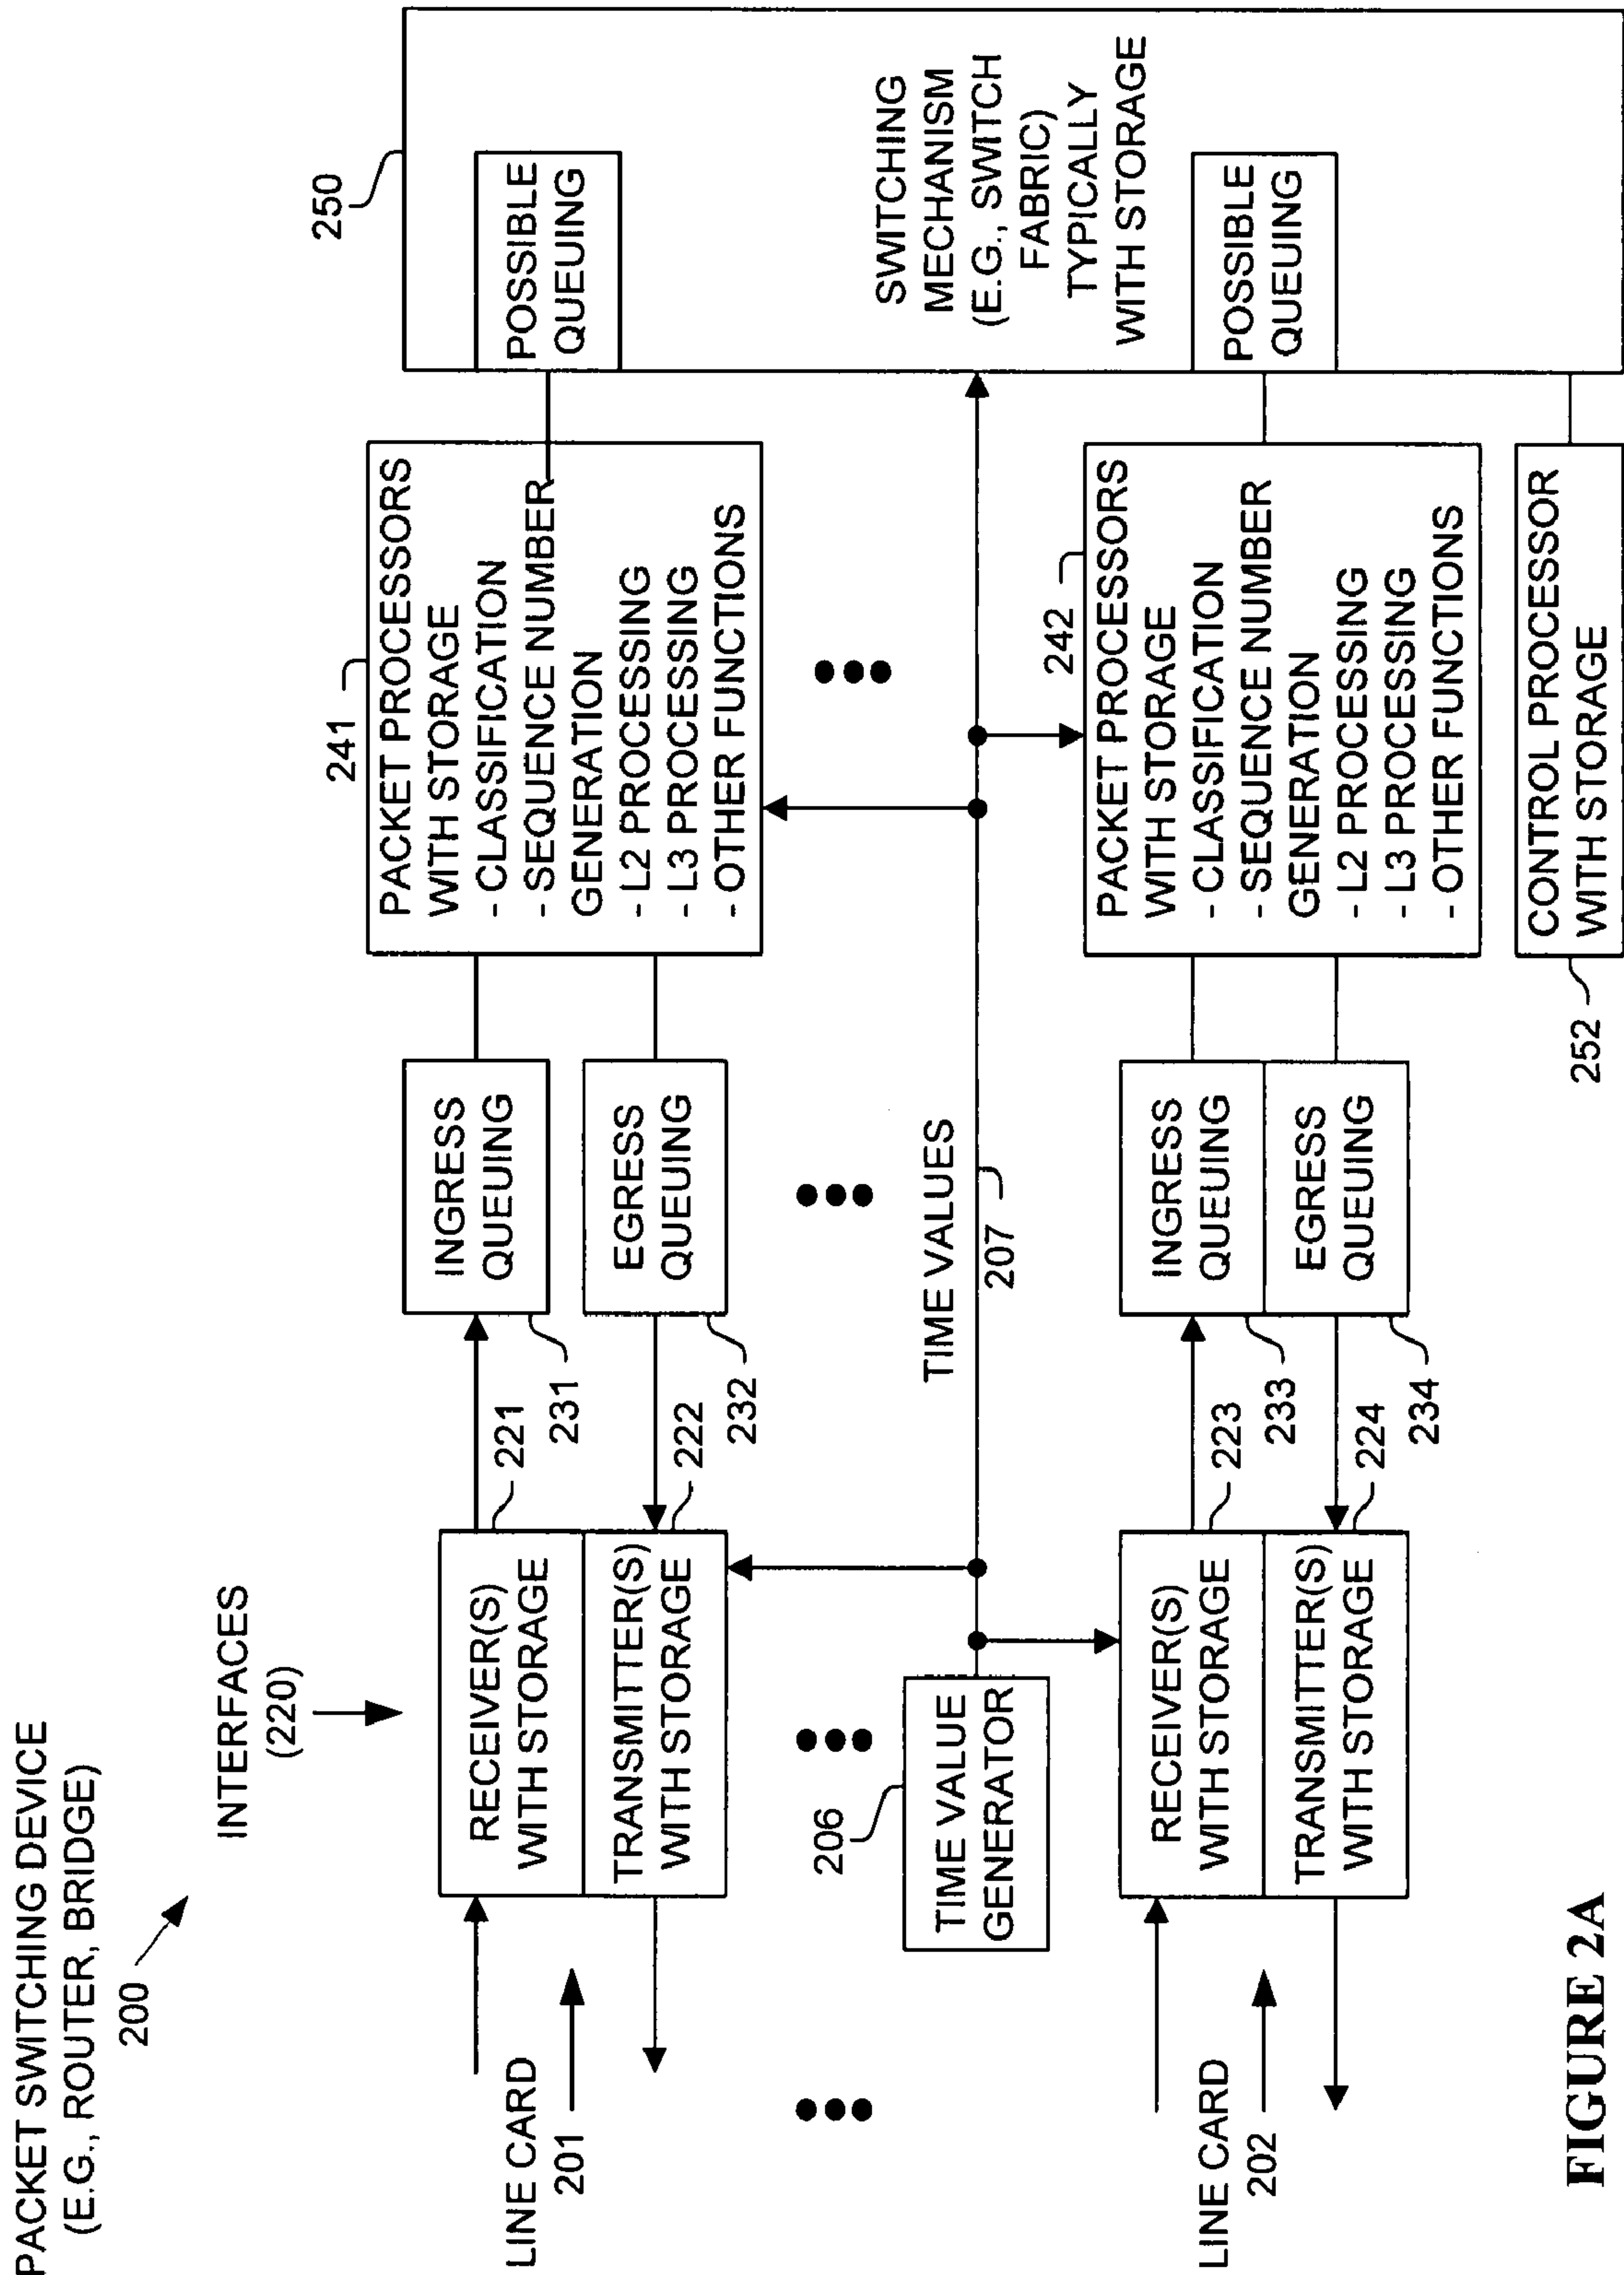 PACKET SWITCHING DEVICE
(E.G., ROUTER, BRIDGE)
200
INTERFACES
(220)
LINE CARD
201
RECEIVER(S)
WITH STORAGE
221
TRANSMITTER(S)
WITH STORAGE
222
INGRESS
QUEUING
231
EGRESS
QUEUING
232
241
PACKET PROCESSORS
WITH STORAGE
- CLASSIFICATION
- SEQUENCE NUMBER
GENERATION
- L2 PROCESSING
- L3 PROCESSING
- OTHER FUNCTIONS
250
POSSIBLE
QUEUING
SWITCHING
MECHANISM
(E.G., SWITCH
FABRIC)
TYPICALLY
WITH STORAGE
POSSIBLE
QUEUING
206
TIME VALUE
GENERATOR
TIME VALUES
207
LINE CARD
202
RECEIVER(S)
WITH STORAGE
223
TRANSMITTER(S)
WITH STORAGE
224
INGRESS
QUEUING
233
EGRESS
QUEUING
234
242
PACKET PROCESSORS
WITH STORAGE
- CLASSIFICATION
- SEQUENCE NUMBER
GENERATION
- L2 PROCESSING
- L3 PROCESSING
- OTHER FUNCTIONS
252
CONTROL PROCESSOR
WITH STORAGE
FIGURE 2A